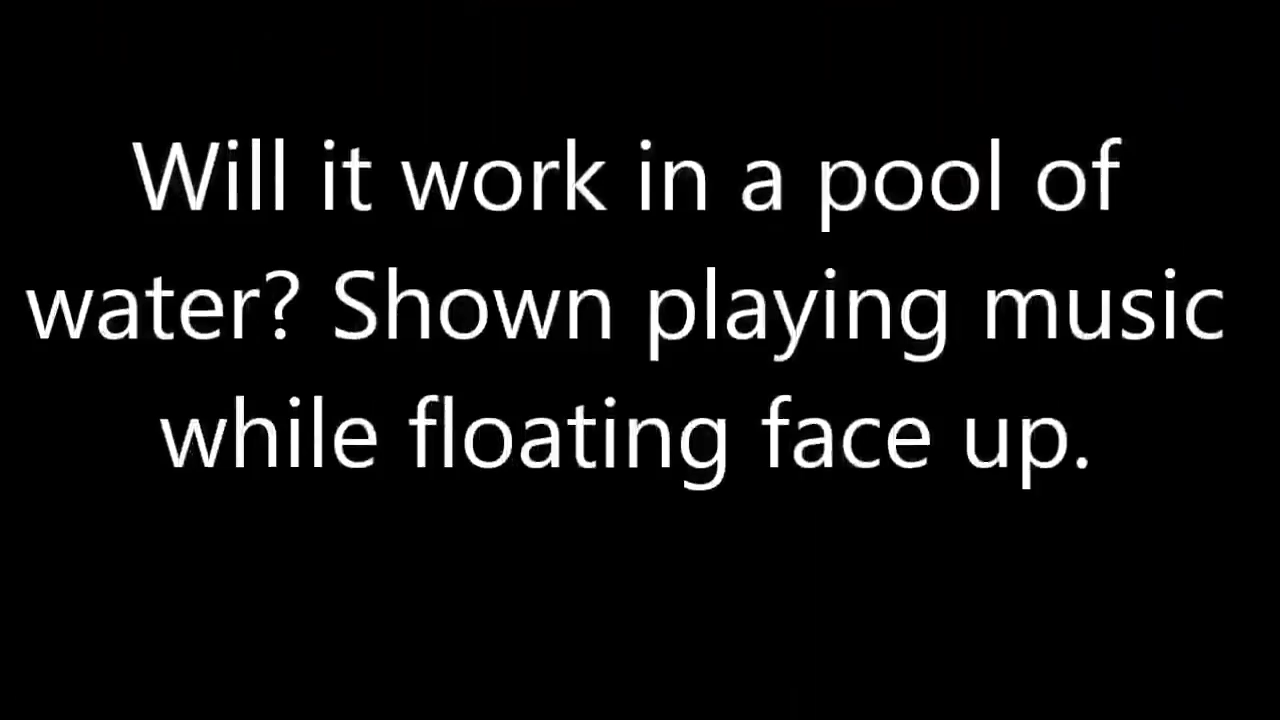 Will it work in a pool of
water? Shown playing music
while floating face up.